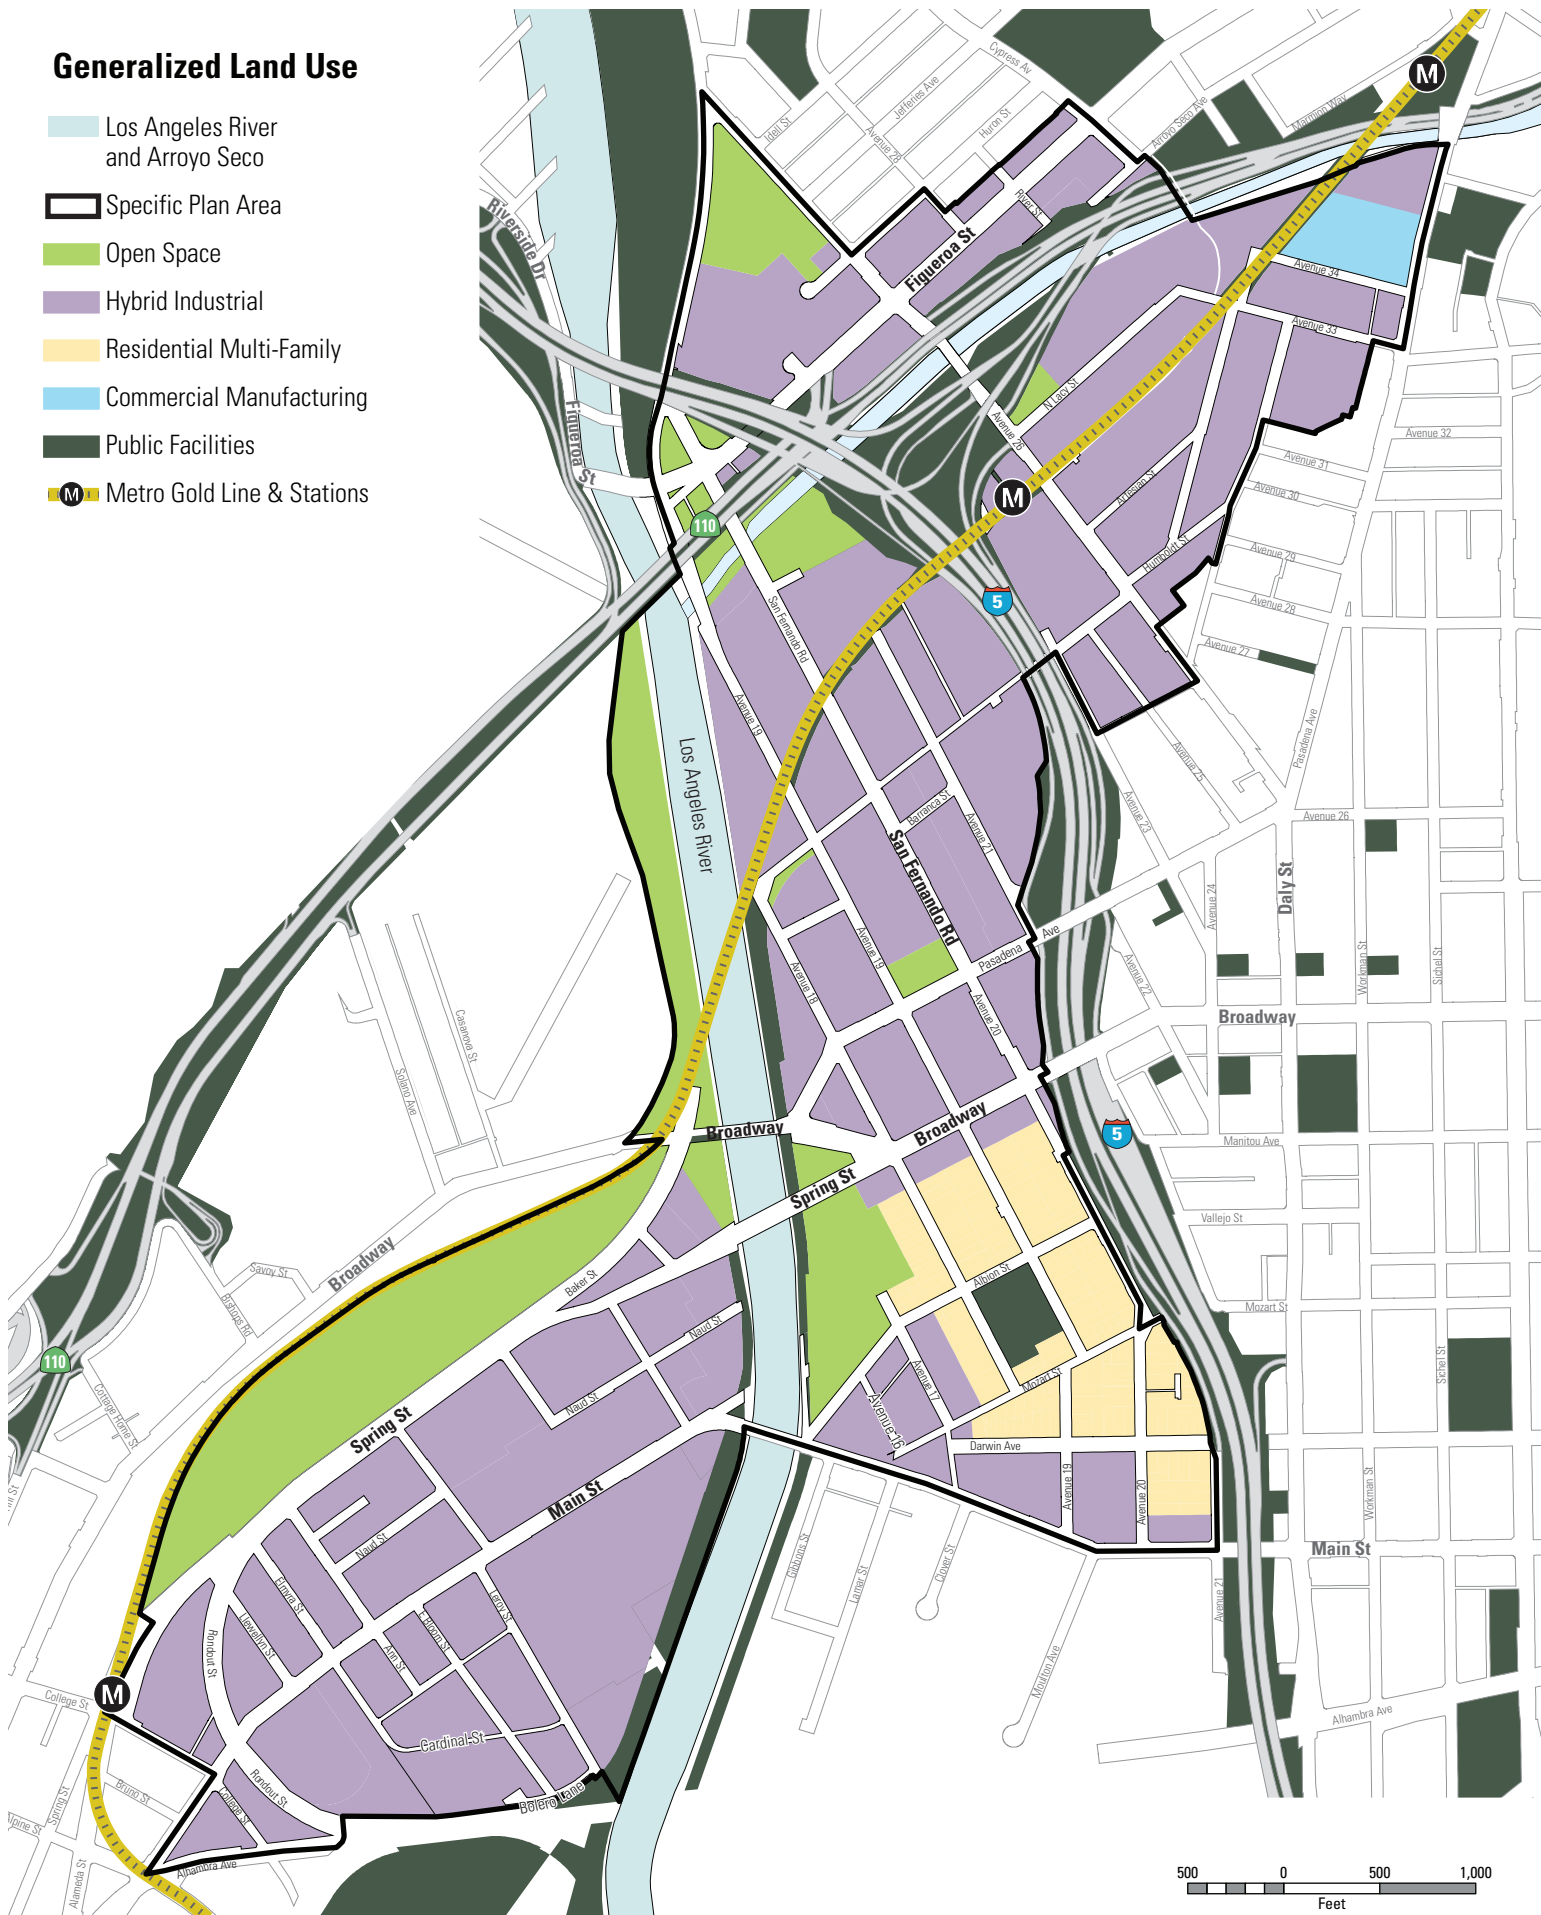 Generalized Land Use
Los Angeles River
and Arroyo Seco
Specific Plan Area
Open Space
Hybrid Industrial
Residential Multi-Family
Commercial Manufacturing
Public Facilities
M Metro Gold Line & Stations
Cypress Av
Jefferies Ave
Huron St
Idell St
Avenue 28
Arroyo Seco Ave
Marmion Way
M
River St
Figueroa St
Riverside Dr
Avenue 34
Avenue 33
N Lacy St
Avenue 26
Figueroa St
Avenue 32
Avenue 31
Avenue 30
Artesian St
M
110
Humboldt St
Avenue 29
5
Avenue 28
San Fernando Rd
Avenue 27
Avenue 19
Pasadena Ave
Avenue 25
Los Angeles River
Barranca St
Avenue 21
Avenue 23
Avenue 26
San Fernando Rd
Daly St
Avenue 24
Avenue 19
Pasadena Ave
Avenue 18
Avenue 22
Workman St
Sichel St
Avenue 20
Broadway
Casanova St
Solano Ave
Broadway
Broadway
5
Manitou Ave
Spring St
Vallejo St
Broadway
Savoy St
Bishops Rd
Baker St
Albion St
Mozart St
Naud St
110
Cottage Home St
Avenue 17
Mozart St
Sichel St
Naud St
Avenue 16
Spring St
Darwin Ave
Main St
Avenue 19
Avenue 20
Workman St
Naud St
Gibbons St
Lamar St
Clover St
Main St
Elmyra St
Leroy St
Avenue 21
Llewellyn St
E Bloom St
Rondout St
Ann St
Moulton Ave
M
College St
Alhambra Ave
Cardinal St
Rondout St
Bruno St
College St
Bolero Lane
Spring St
Alpine St
Alhambra Ave
Alameda St
500 0 500 1,000
Feet